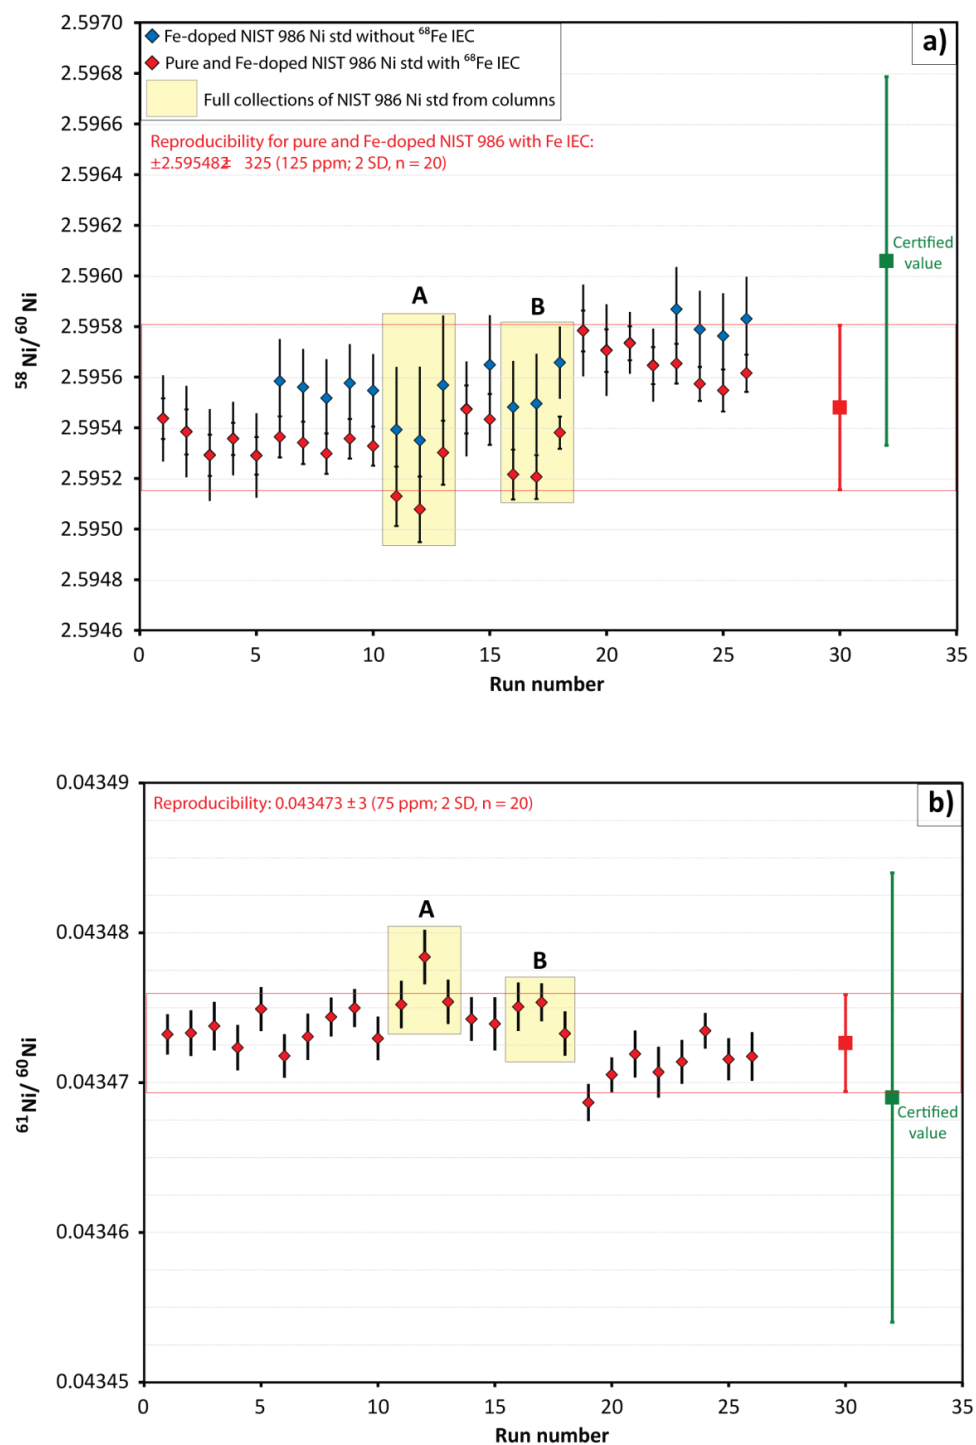 a)
Fe-doped NIST 986 Ni std without ⁶⁸Fe IEC
Pure and Fe-doped NIST 986 Ni std with ⁶⁸Fe IEC
Full collections of NIST 986 Ni std from columns
Reproducibility for pure and Fe-doped NIST 986 with Fe IEC:
±2.595482± 325 (125 ppm; 2 SD, n = 20)
2.5970
2.5968
2.5966
2.5964
2.5962
2.5960
2.5958
2.5956
2.5954
2.5952
2.5950
2.5948
2.5946
⁵⁸Ni/ ⁶⁰Ni
A
B
Certified
value
0 5 10 15 20 25 30 35
Run number
b)
Reproducibility: 0.043473 ±3 (75 ppm; 2 SD, n = 20)
0.04349
0.04348
0.04347
0.04346
0.04345
⁶¹Ni/ ⁶⁰Ni
A
B
Certified
value
0 5 10 15 20 25 30 35
Run number